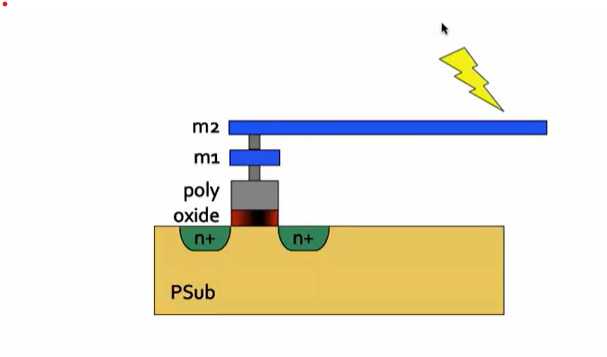 m2
m1
poly
oxide
n+ n+
PSub